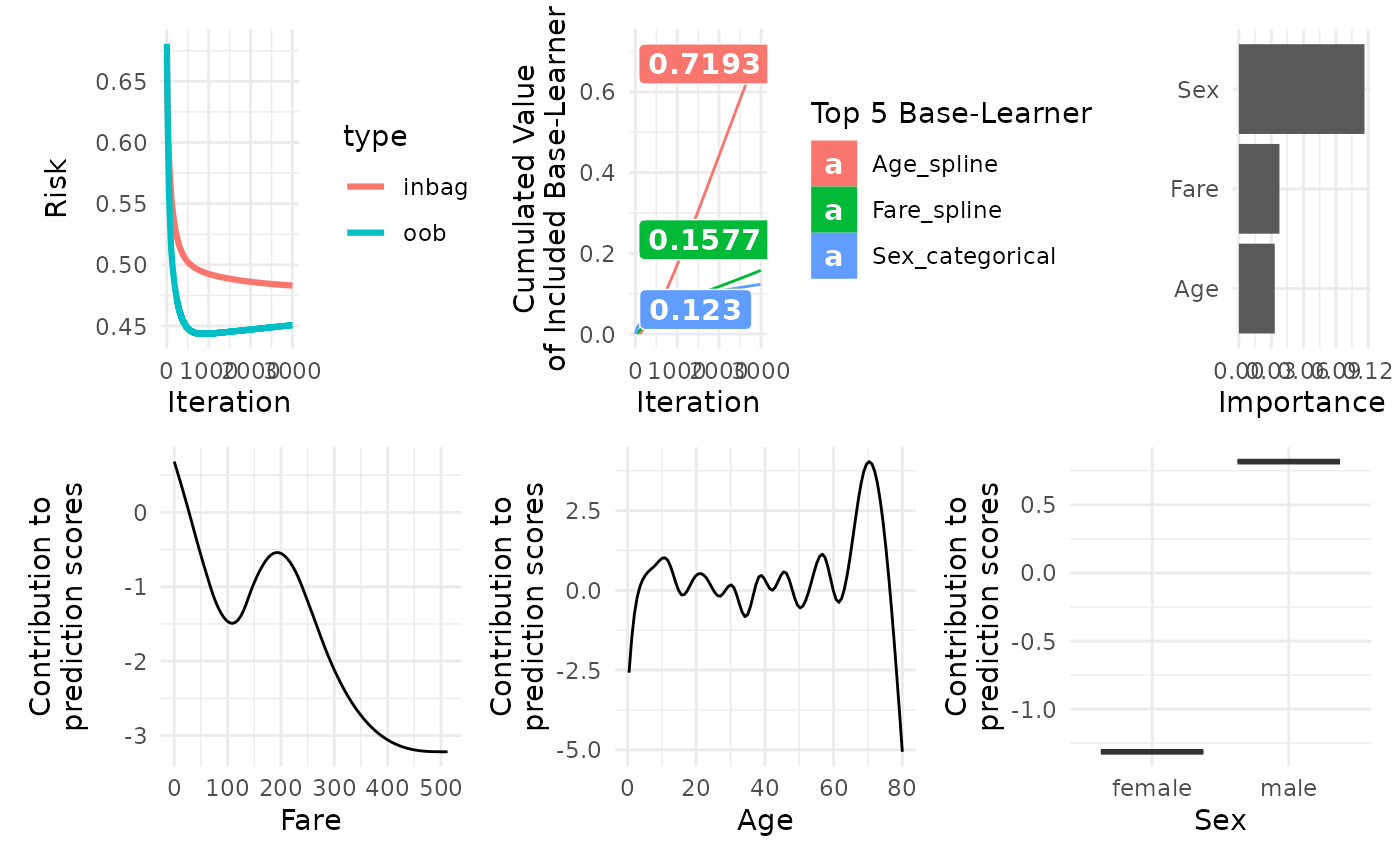 Risk
0.65
0.60
0.55
0.50
0.45
0 1000 2000 3000
Iteration
type
inbag
oob
Cumulated Value
of Included Base-Learner
0.6
0.4
0.2
0.0
0.7193
0.1577
0.123
0 1000 2000 3000
Iteration
Top 5 Base-Learner
a Age_spline
a Fare_spline
a Sex_categorical
Sex
Fare
Age
0.00 0.03 0.06 0.09 0.12
Importance
Contribution to
prediction scores
0
-1
-2
-3
0 100 200 300 400 500
Fare
Contribution to
prediction scores
2.5
0.0
-2.5
-5.0
0 20 40 60 80
Age
Contribution to
prediction scores
0.5
0.0
-0.5
-1.0
female male
Sex